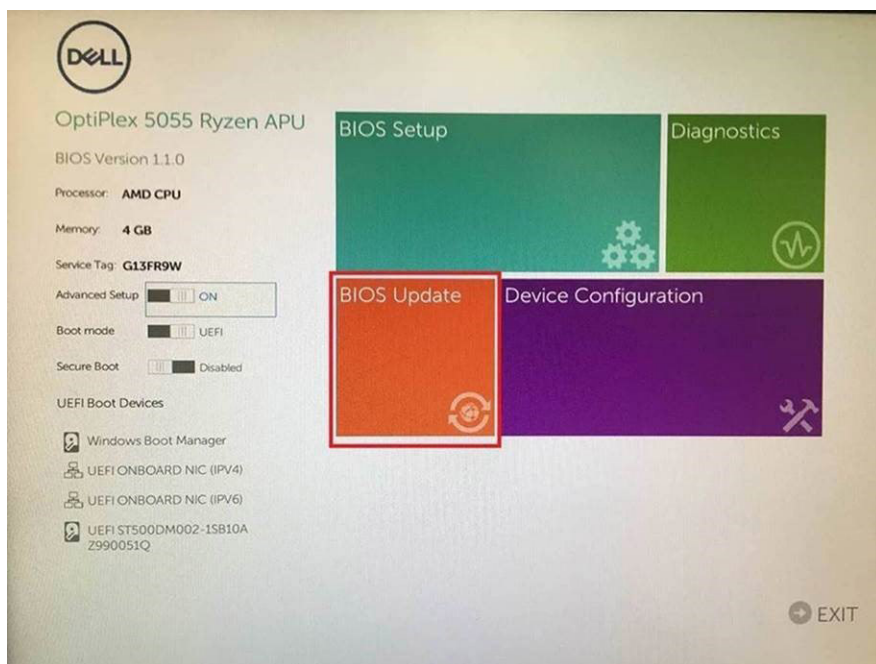 DELL
OptiPlex 5055 Ryzen APU
BIOS Version 1.1.0
Processor: AMD CPU
Memory: 4 GB
Service Tag: G13FR9W
Advanced Setup ON
Boot mode UEFI
Secure Boot Disabled
UEFI Boot Devices
Windows Boot Manager
UEFI ONBOARD NIC (IPV4)
UEFI ONBOARD NIC (IPV6)
UEFI ST500DM002-1SB10A
Z990051Q
BIOS Setup
Diagnostics
BIOS Update
Device Configuration
EXIT